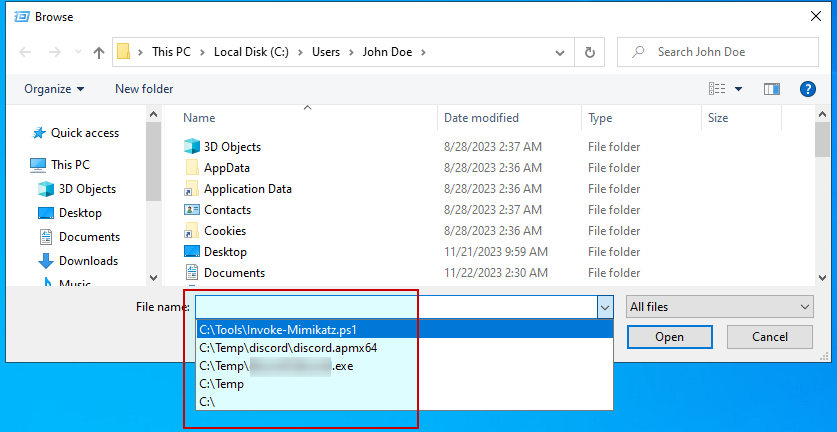 Browse
This PC > Local Disk (C:) > Users > John Doe >
Search John Doe
Organize
New folder
Name
Date modified
Type
Size
Quick access
This PC
3D Objects
Desktop
Documents
Downloads
Music
3D Objects 8/28/2023 2:37 AM File folder
AppData 8/28/2023 2:36 AM File folder
Application Data 8/28/2023 2:36 AM File folder
Contacts 8/28/2023 2:37 AM File folder
Cookies 8/28/2023 2:36 AM File folder
Desktop 11/21/2023 9:59 AM File folder
Documents 11/22/2023 2:30 AM File folder
File name:
All files
C:\Tools\Invoke-Mimikatz.ps1
C:\Temp\discord\discord.apmx64
C:\Temp\ .exe
C:\Temp
C:\
Open
Cancel